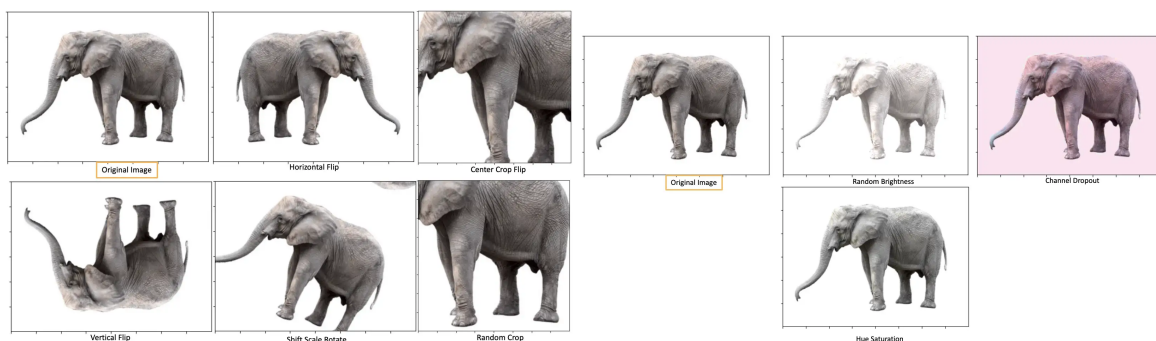 Original Image
Horizontal Flip
Center Crop Flip
Vertical Flip
Shift Scale Rotate
Random Crop
Original Image
Random Brightness
Channel Dropout
Hue Saturation